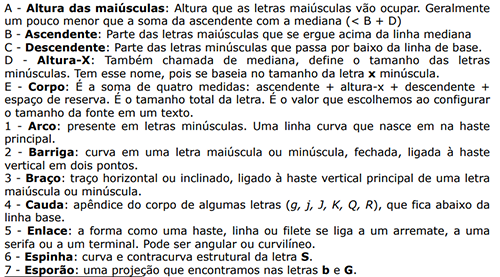 A - Altura das maiúsculas: Altura que as letras maiúsculas vão ocupar. Geralmente
um pouco menor que a soma da ascendente com a mediana (< B + D)
B - Ascendente: Parte das letras maiúsculas que se ergue acima da linha mediana
C - Descendente: Parte das letras minúsculas que passa por baixo da linha de base.
D - Altura-X: Também chamada de mediana, define o tamanho das letras
minúsculas. Tem esse nome, pois se baseia no tamanho da letra x minúscula.
E - Corpo: É a soma de quatro medidas: ascendente + altura-x + descendente +
espaço de reserva. É o tamanho total da letra. É o valor que escolhemos ao configurar
o tamanho da fonte em um texto.
1 - Arco: presente em letras minúsculas. Uma linha curva que nasce em na haste
principal.
2 - Barriga: curva em uma letra maiúscula ou minúscula, fechada, ligada à haste
vertical em dois pontos.
3 - Braço: traço horizontal ou inclinado, ligado à haste vertical principal de uma letra
maiúscula ou minúscula.
4 - Cauda: apêndice do corpo de algumas letras (g, j, J, K, Q, R), que fica abaixo da
linha base.
5 - Enlace: a forma como uma haste, linha ou filete se liga a um arremate, a uma
serifa ou a um terminal. Pode ser angular ou curvilíneo.
6 - Espinha: curva e contracurva estrutural da letra S.
7 - Esporão: uma projeção que encontramos nas letras b e G.